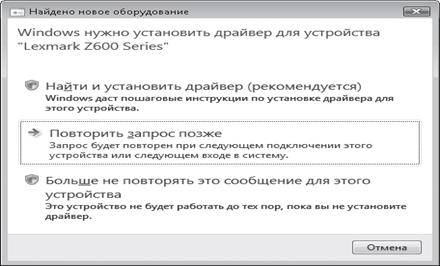 Найдено новое оборудование
Windows нужно установить драйвер для устройства
"Lexmark Z600 Series"
Найти и установить драйвер (рекомендуется)
Windows даст пошаговые инструкции по установке драйвера для
этого устройства.
Повторить запрос позже
Запрос будет повторен при следующем подключении этого
устройства или следующем входе в систему.
Больше не повторять это сообщение для этого
устройства
Это устройство не будет работать до тех пор, пока вы не установите
драйвер.
Отмена